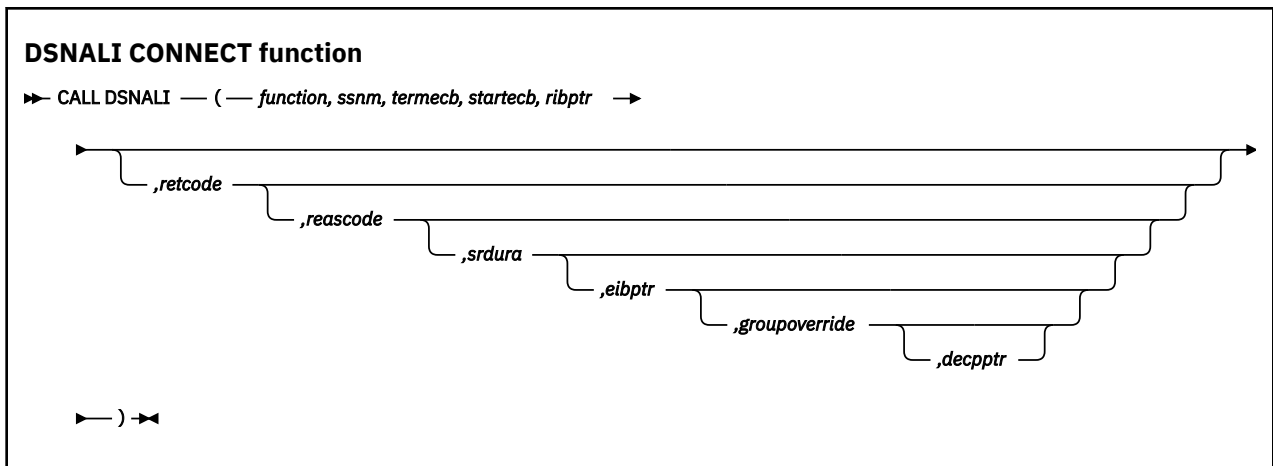 DSNALI CONNECT function
CALL DSNALI ( function, ssnm, termecb, startecb, ribptr
,retcode
,reascode
,srdura
,eibptr
,groupoverride
,decpptr
)